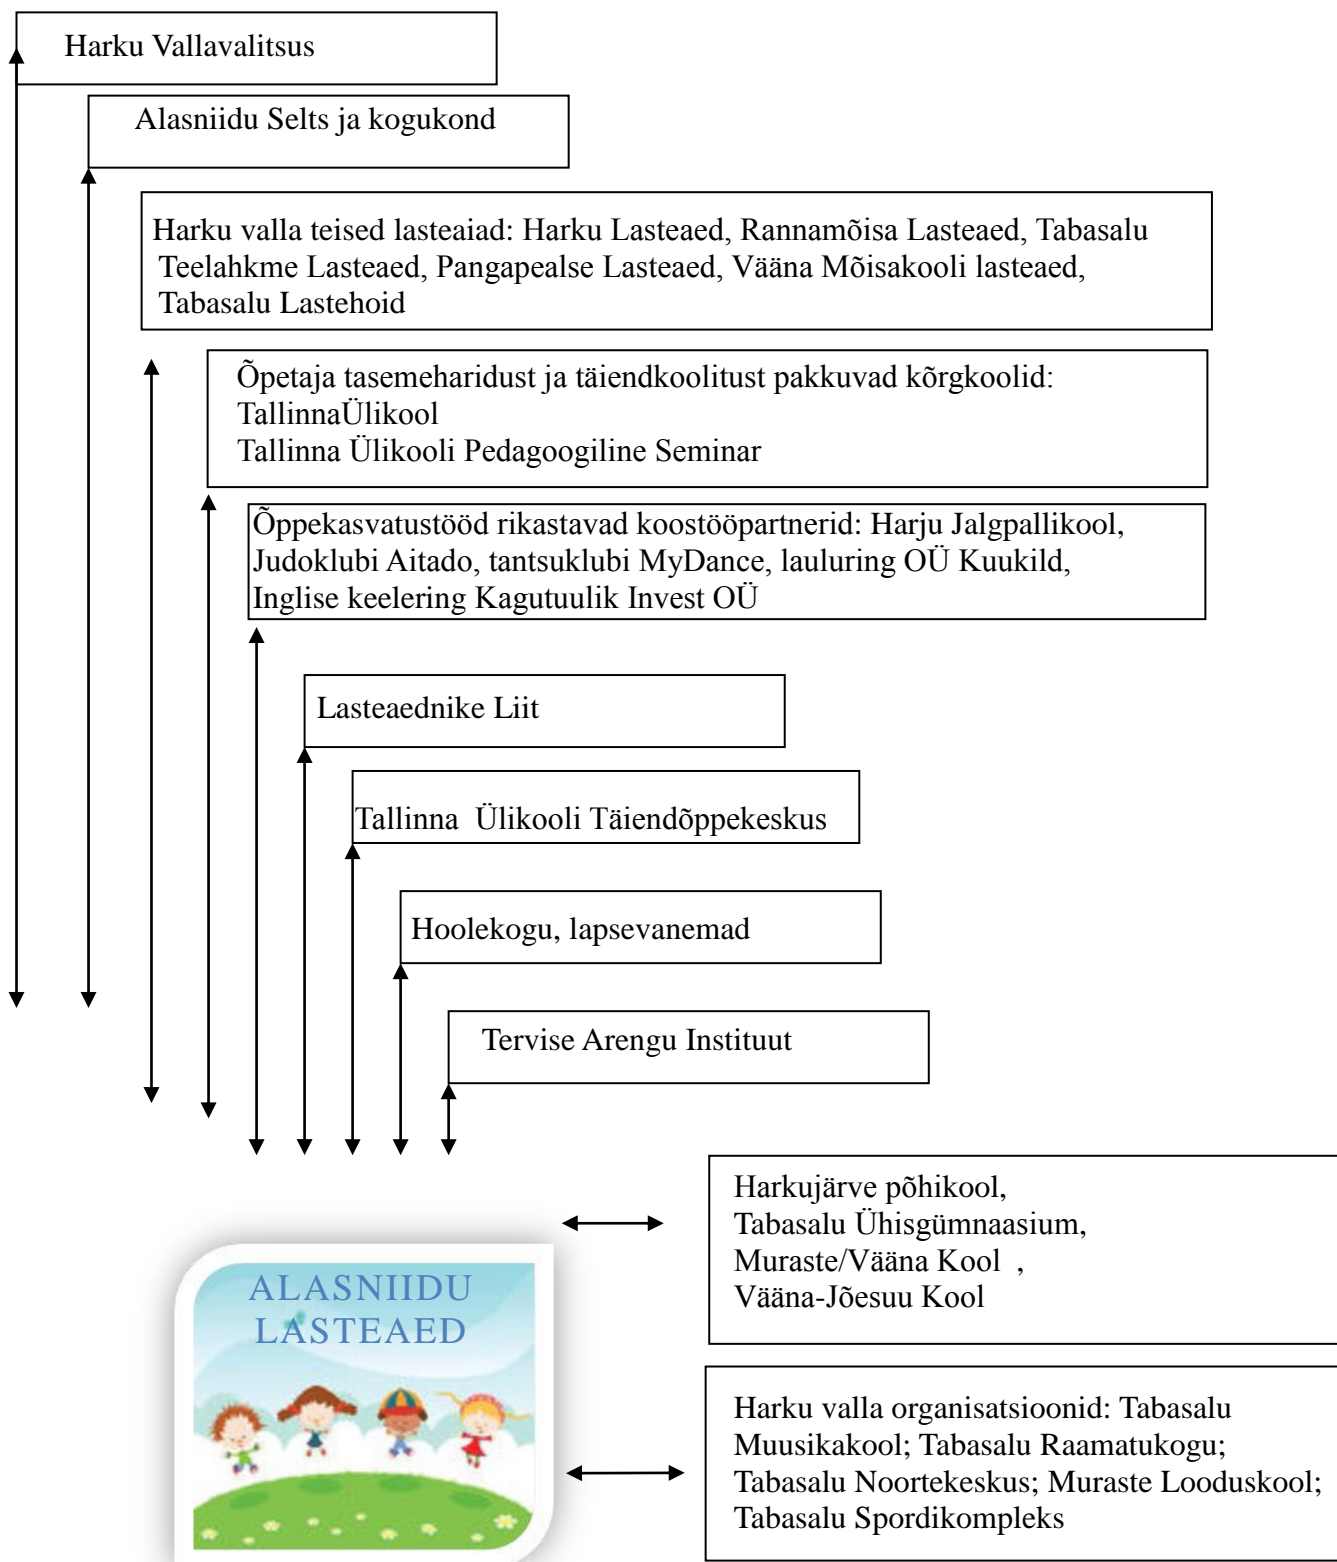 Harku Vallavalitsus
Alasniidu Selts ja kogukond
Harku valla teised lasteaiad: Harku Lasteaed, Rannamõisa Lasteaed, Tabasalu
Teelahkme Lasteaed, Pangapealse Lasteaed, Vääna Mõisakooli lasteaed,
Tabasalu Lastehoid
Õpetaja tasemeharidust ja täiendkoolitust pakkuvad kõrgkoolid:
TallinnaÜlikool
Tallinna Ülikooli Pedagoogiline Seminar
Õppekasvatustööd rikastavad koostööpartnerid: Harju Jalgpallikool,
Judoklubi Aitado, tantsuklubi MyDance, lauluring OÜ Kuukild,
Inglise keelering Kagutuulik Invest OÜ
Lasteaednike Liit
Tallinna Ülikooli Täiendõppekeskus
Hoolekogu, lapsevanemad
Tervise Arengu Instituut
Harkujärve põhikool,
Tabasalu Ühisgümnaasium,
Muraste/Vääna Kool ,
Vääna-Jõesuu Kool
ALASNIIDU
LASTEAED
Harku valla organisatsioonid: Tabasalu
Muusikakool; Tabasalu Raamatukogu;
Tabasalu Noortekeskus; Muraste Looduskool;
Tabasalu Spordikompleks